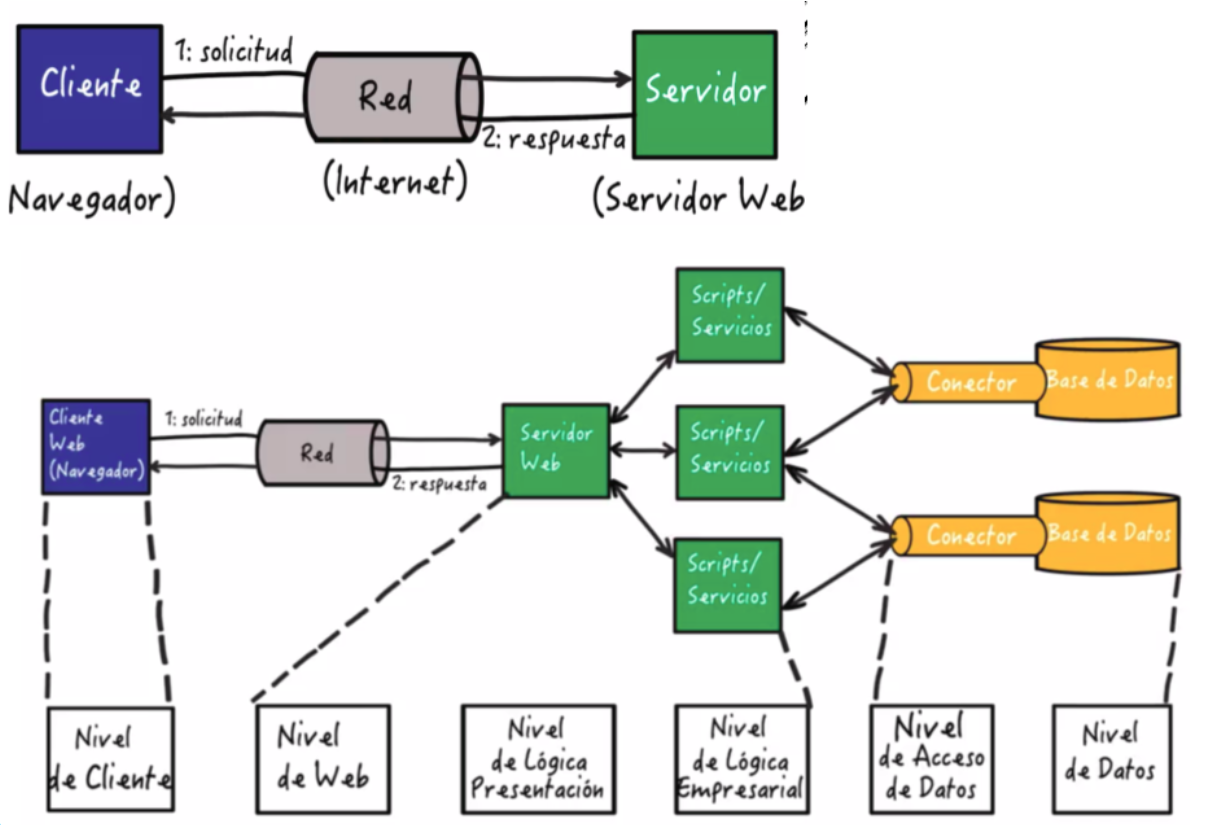 1: solicitud
Cliente
Red
Servidor
2: respuesta
Navegador)
(Internet)
(Servidor Web
Scripts/
Servicios
Conector
Base de Datos
Cliente
Web
(Navegador)
1: solicitud
Red
2: respuesta
Servidor
Web
Scripts/
Servicios
Scripts/
Servicios
Conector
Base de Datos
Nivel
de Cliente
Nivel
de Web
Nivel
de Lógica
Presentación
Nivel
de Lógica
Empresarial
Nivel
de Acceso
de Datos
Nivel
de Datos